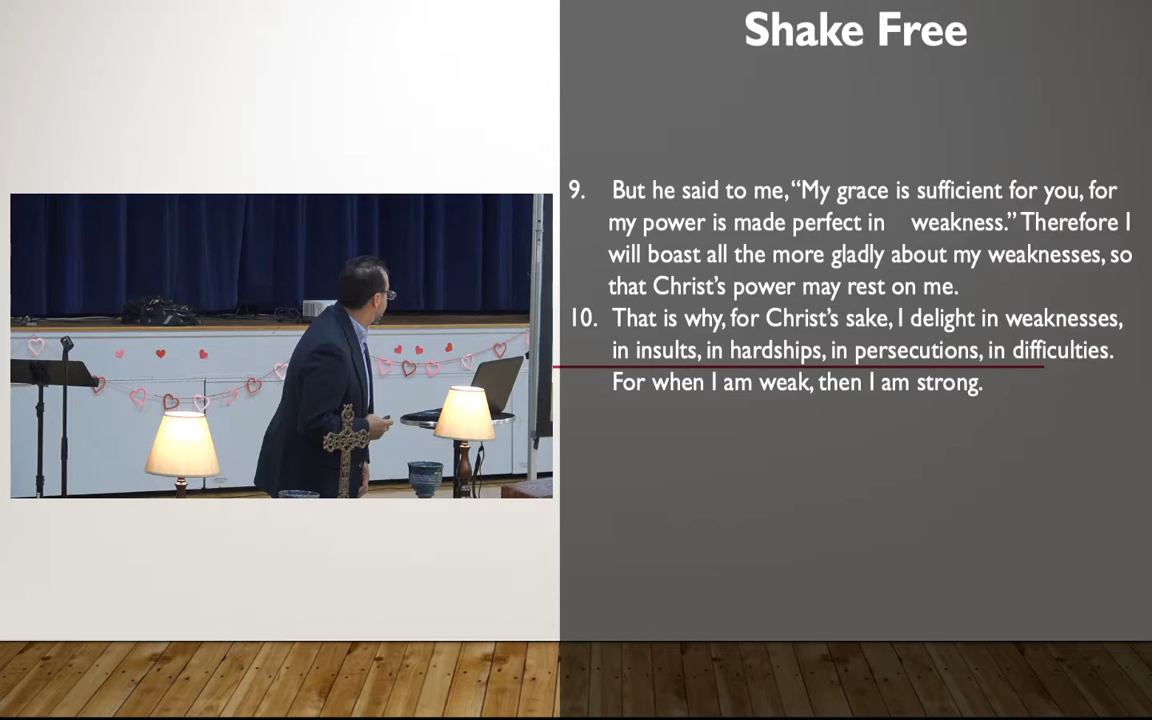 Shake Free
9. But he said to me, “My grace is sufficient for you, for
my power is made perfect in weakness.” Therefore I
will boast all the more gladly about my weaknesses, so
that Christ’s power may rest on me.
10. That is why, for Christ’s sake, I delight in weaknesses,
in insults, in hardships, in persecutions, in difficulties.
For when I am weak, then I am strong.